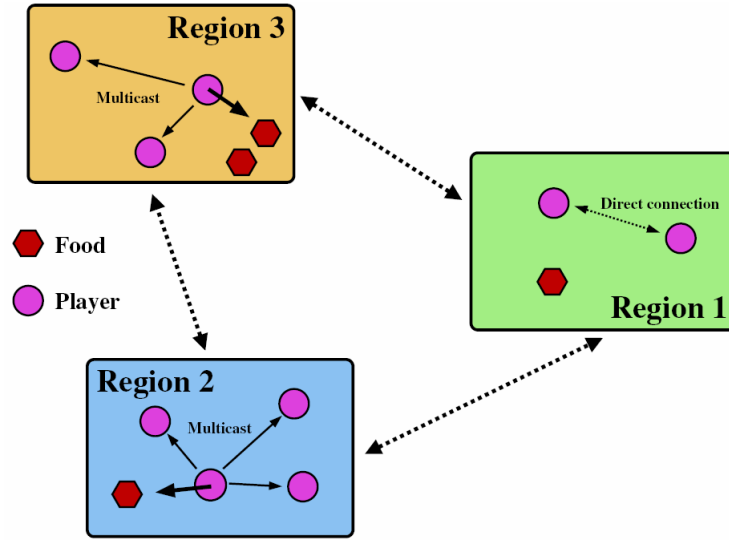 Region 3
Multicast
Direct connection
Food
Player
Region 1
Region 2
Multicast